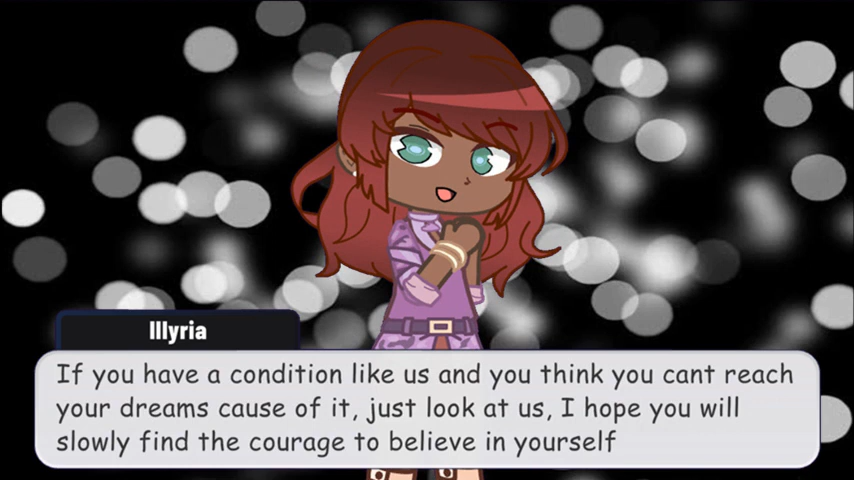 Illyria
If you have a condition like us and you think you cant reach
your dreams cause of it, just look at us, I hope you will
slowly find the courage to believe in yourself